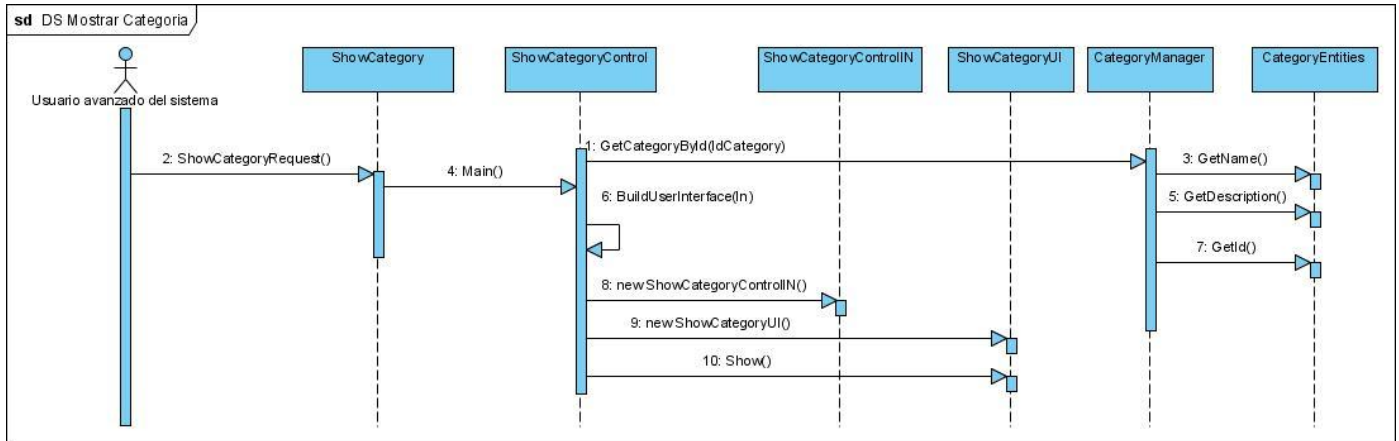 sd DS Mostrar Categoria
ShowCategory
ShowCategoryControl
ShowCategoryControlIN
ShowCategoryUI
CategoryManager
CategoryEntities
Usuario avanzado del sistema
1: GetCategoryById(IdCategory)
2: ShowCategoryRequest()
3: GetName()
4: Main()
5: GetDescription()
6: BuildUserInterface(In)
7: GetId()
8: newShowCategoryControlIN()
9: newShowCategoryUI()
10: Show()